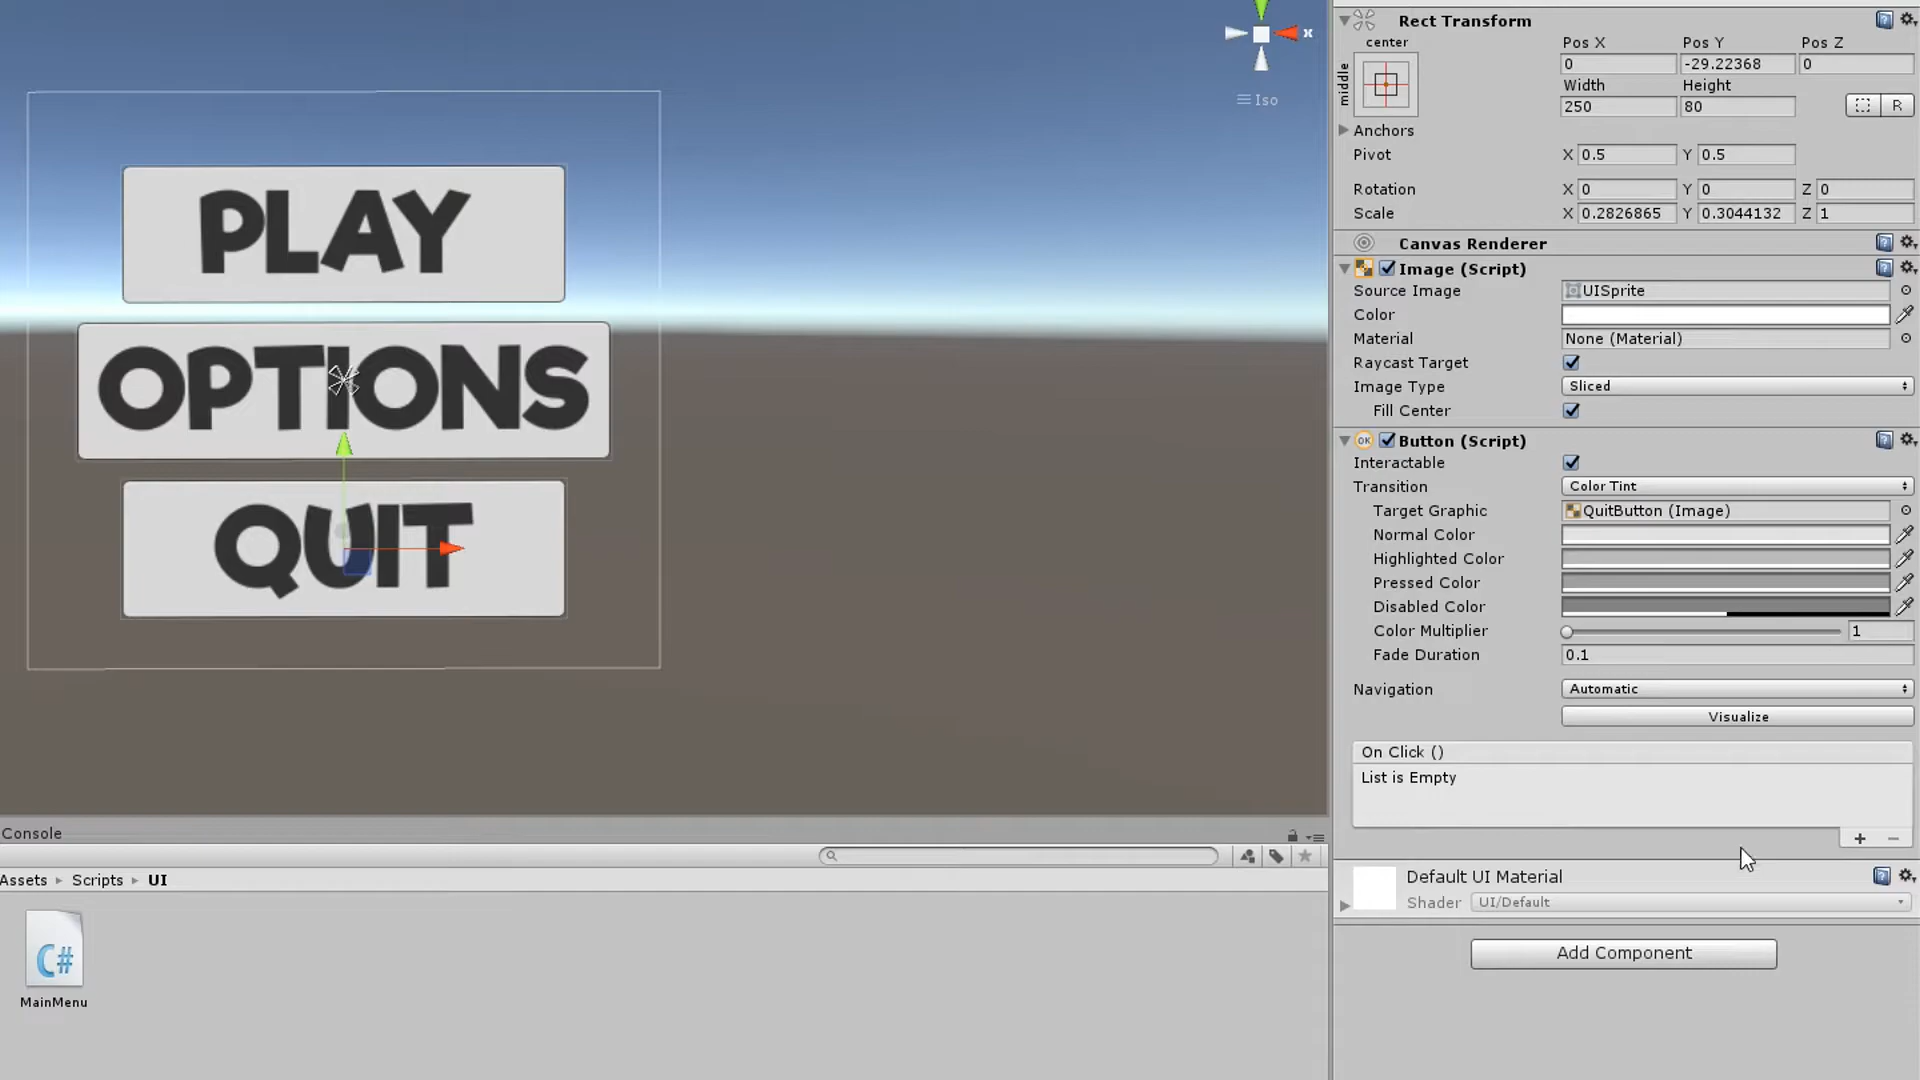 x
Iso
PLAY
OPTIONS
QUIT
Console
Assets ▸ Scripts ▸ UI
C#
MainMenu
Rect Transform
center
middle
Pos X Pos Y Pos Z
0 -29.22368 0
Width Height
250 80
R
Anchors
Pivot X 0.5 Y 0.5
Rotation X 0 Y 0 Z 0
Scale X 0.2826865 Y 0.3044132 Z 1
Canvas Renderer
Image (Script)
Source Image UISprite
Color
Material None (Material)
Raycast Target
Image Type Sliced
Fill Center
OK Button (Script)
Interactable
Transition Color Tint
Target Graphic QuitButton (Image)
Normal Color
Highlighted Color
Pressed Color
Disabled Color
Color Multiplier 1
Fade Duration 0.1
Navigation Automatic
Visualize
On Click ()
List is Empty
+ −
Default UI Material
Shader UI/Default
Add Component